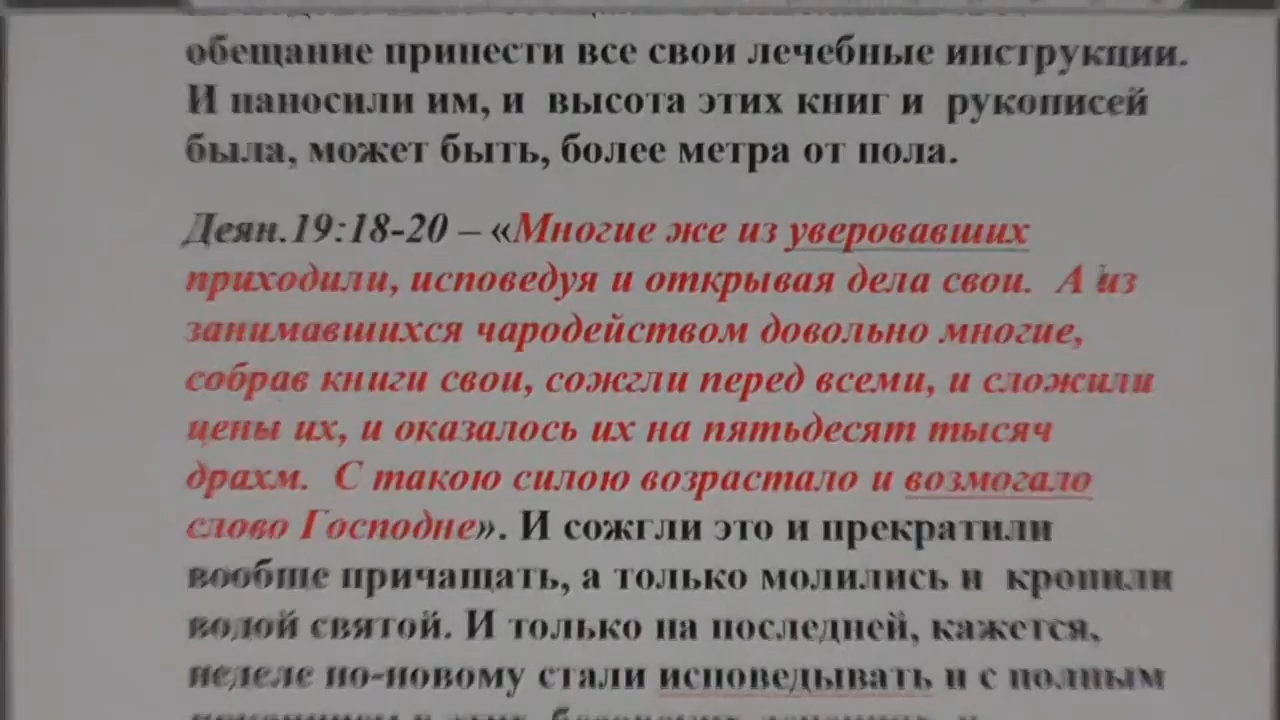 обещание принести все свои лечебные инструкции.
И наносили им, и высота этих книг и рукописей
была, может быть, более метра от пола.
Деян.19:18-20 – «Многие же из уверовавших
приходили, исповедуя и открывая дела свои. А из
занимавшихся чародейством довольно многие,
собрав книги свои, сожгли перед всеми, и сложили
цены их, и оказалось их на пятьдесят тысяч
драхм. С такою силою возрастало и возмогало
слово Господне». И сожгли это и прекратили
вообще причащать, а только молились и кропили
водой святой. И только на последней, кажется,
неделе по-новому стали исповедывать и с полным